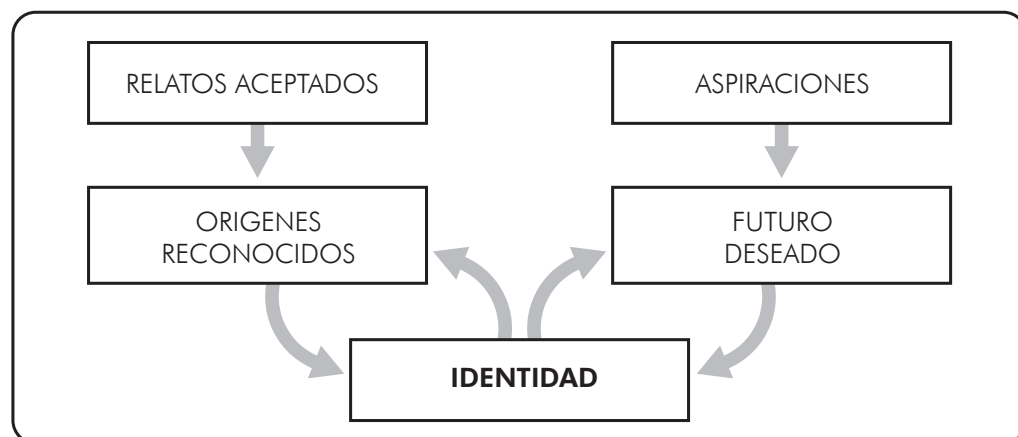 RELATOS ACEPTADOS
ASPIRACIONES
ORIGENES
RECONOCIDOS
FUTURO
DESEADO
IDENTIDAD